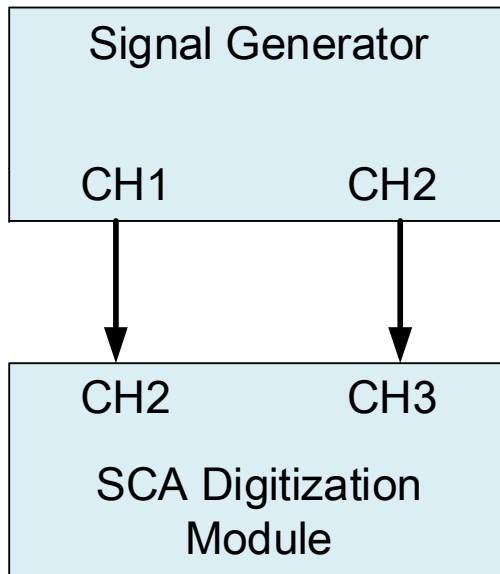 Signal Generator
CH1 CH2
CH2 CH3
SCA Digitization
Module